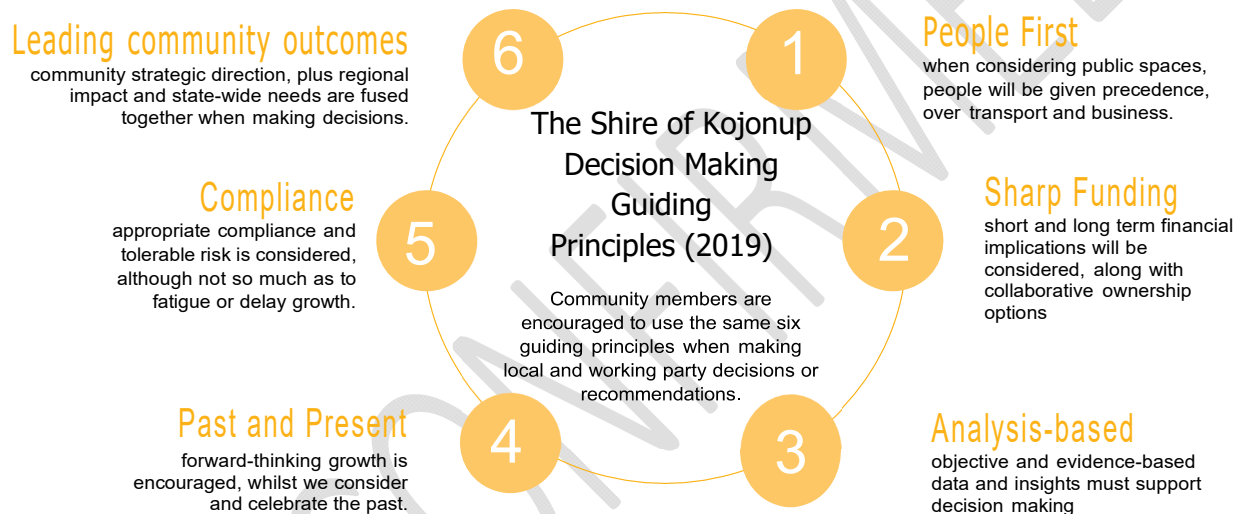 The Shire of Kojonup
Decision Making
Guiding
Principles (2019)
Community members are
encouraged to use the same six
guiding principles when making
local and working party decisions or
recommendations.
1
People First
when considering public spaces,
people will be given precedence,
over transport and business.
2
Sharp Funding
short and long term financial
implications will be
considered, along with
collaborative ownership
options
3
Analysis-based
objective and evidence-based
data and insights must support
decision making
4
Past and Present
forward-thinking growth is
encouraged, whilst we consider
and celebrate the past.
5
Compliance
appropriate compliance and
tolerable risk is considered,
although not so much as to
fatigue or delay growth.
6
Leading community outcomes
community strategic direction, plus regional
impact and state-wide needs are fused
together when making decisions.